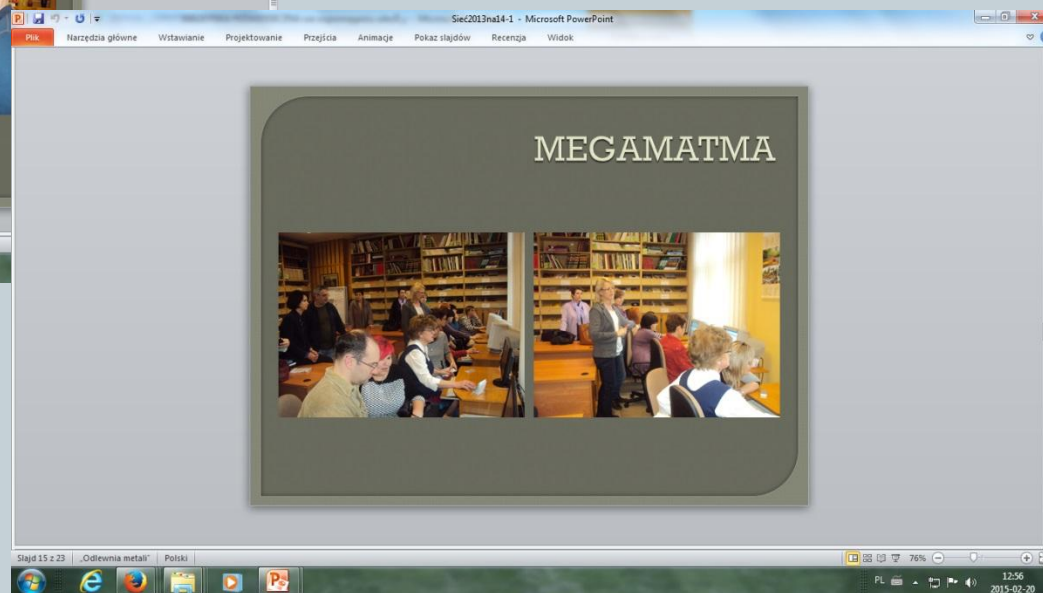 Sieć2013na14-1 - Microsoft PowerPoint
Plik Narzędzia główne Wstawianie Projektowanie Przejścia Animacje Pokaz slajdów Recenzja Widok
MEGAMATMA
Slajd 15 z 23 „Odlewnia metali” Polski 76%
PL 12:56
2015-02-20